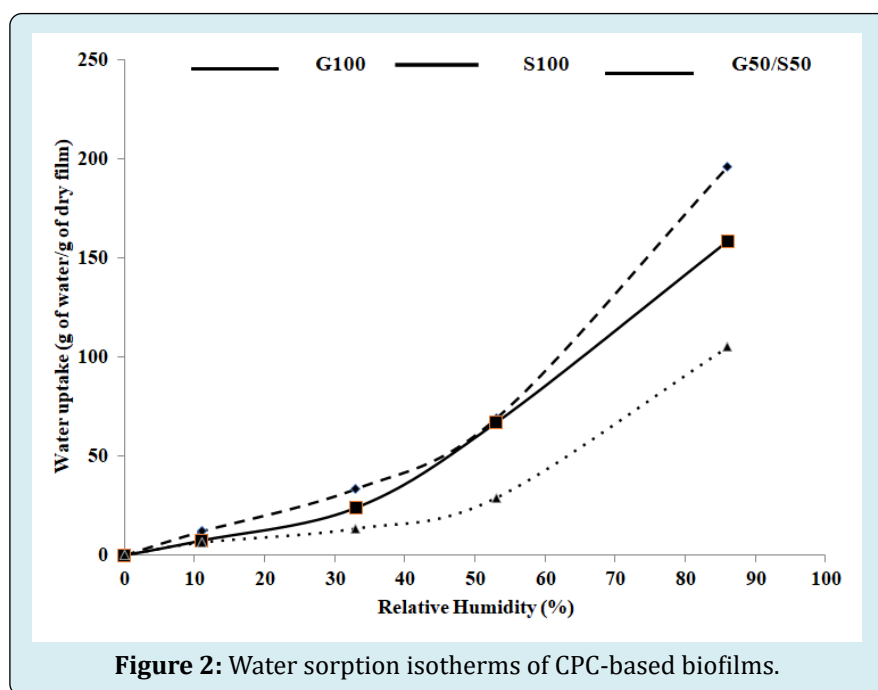 250
G100
S100
G50/S50
200
150
100
50
0
Water uptake (g of water/g of dry film)
0 10 20 30 40 50 60 70 80 90 100
Relative Humidity (%)
Figure 2: Water sorption isotherms of CPC-based biofilms.